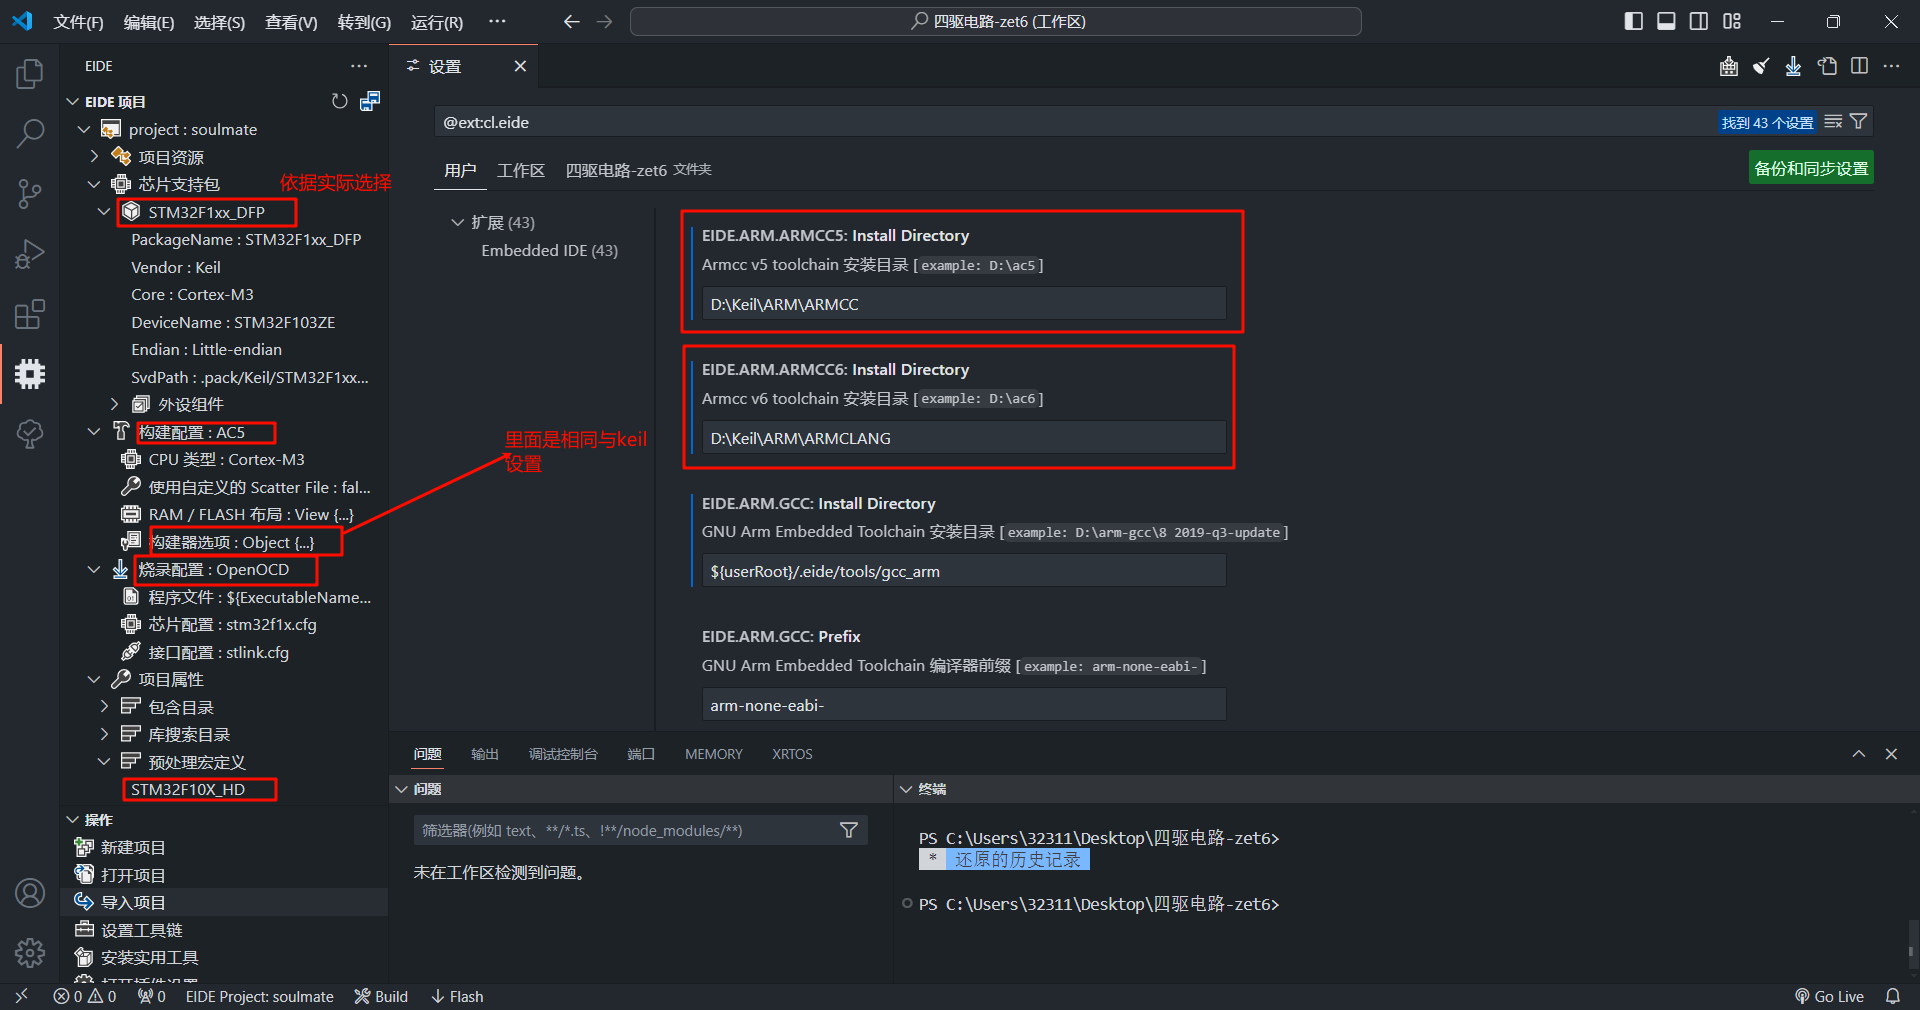 文件(F) 编辑(E) 选择(S) 查看(V) 转到(G) 运行(R) ···
四驱电路-zet6 (工作区)
EIDE
设置
EIDE 项目
project : soulmate
项目资源
芯片支持包
依据实际选择
STM32F1xx_DFP
PackageName : STM32F1xx_DFP
Vendor : Keil
Core : Cortex-M3
DeviceName : STM32F103ZE
Endian : Little-endian
SvdPath : .pack/Keil/STM32F1xx...
外设组件
构建配置 : AC5
CPU 类型 : Cortex-M3
使用自定义的 Scatter File : fal...
RAM / FLASH 布局 : View {...}
构建器选项 : Object {...}
烧录配置 : OpenOCD
程序文件 : ${ExecutableName...
芯片配置 : stm32f1x.cfg
接口配置 : stlink.cfg
项目属性
包含目录
库搜索目录
预处理宏定义
STM32F10X_HD
操作
新建项目
打开项目
导入项目
设置工具链
安装实用工具
打开插件设置
@ext:cl.eide
找到 43 个设置
用户 工作区 四驱电路-zet6 文件夹
备份和同步设置
扩展 (43)
Embedded IDE (43)
里面是相同与keil
设置
EIDE.ARM.ARMCC5: Install Directory
Armcc v5 toolchain 安装目录 [example: D:\ac5]
D:\Keil\ARM\ARMCC
EIDE.ARM.ARMCC6: Install Directory
Armcc v6 toolchain 安装目录 [example: D:\ac6]
D:\Keil\ARM\ARMCLANG
EIDE.ARM.GCC: Install Directory
GNU Arm Embedded Toolchain 安装目录 [example: D:\arm-gcc\8 2019-q3-update]
${userRoot}/.eide/tools/gcc_arm
EIDE.ARM.GCC: Prefix
GNU Arm Embedded Toolchain 编译器前缀 [example: arm-none-eabi-]
arm-none-eabi-
问题 输出 调试控制台 端口 MEMORY XRTOS
问题
筛选器(例如 text、**/*.ts、!**/node_modules/**)
未在工作区检测到问题。
终端
PS C:\Users\32311\Desktop\四驱电路-zet6>
* 还原的历史记录
PS C:\Users\32311\Desktop\四驱电路-zet6>
0 0 0 EIDE Project: soulmate Build Flash
Go Live